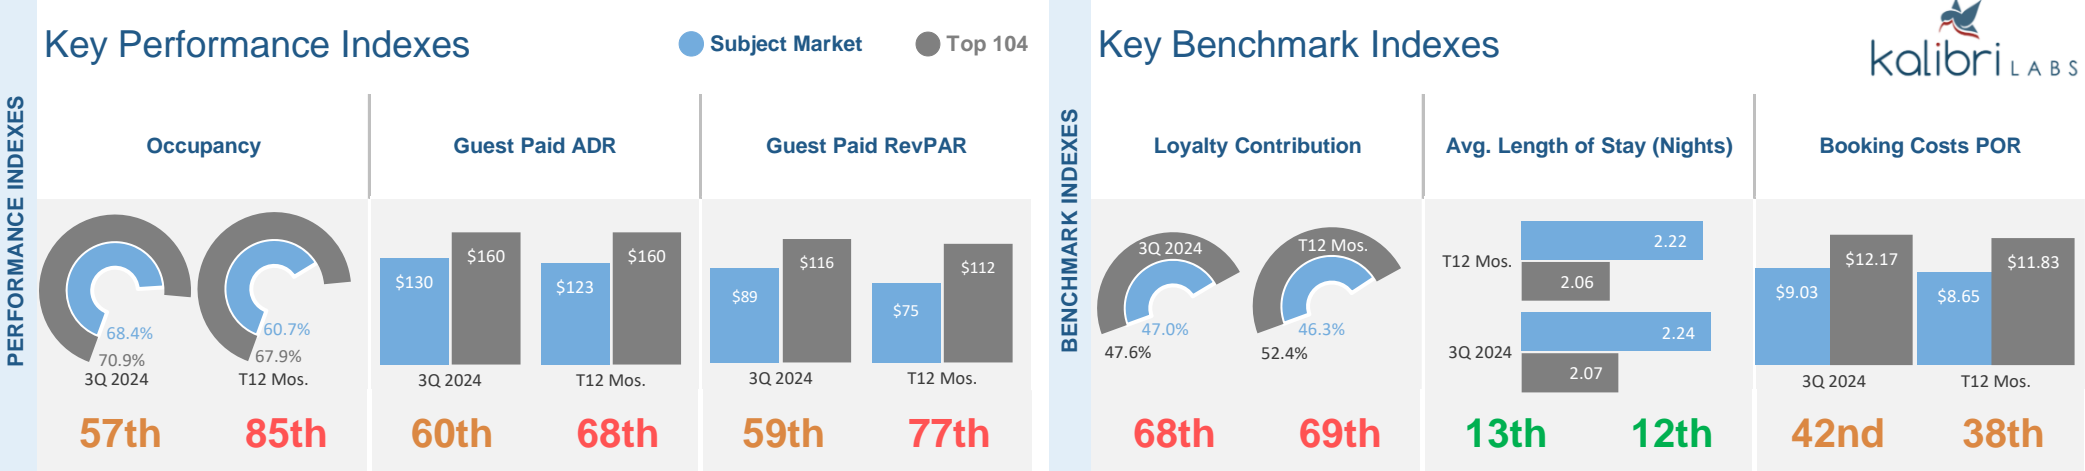 PERFORMANCE INDEXES
Key Performance Indexes
Subject Market
Top 104
Occupancy
Guest Paid ADR
Guest Paid RevPAR
68.4%
70.9%
3Q 2024
60.7%
67.9%
T12 Mos.
$130
$160
3Q 2024
$123
$160
T12 Mos.
$89
$116
3Q 2024
$75
$112
T12 Mos.
57th
85th
60th
68th
59th
77th
BENCHMARK INDEXES
Key Benchmark Indexes
kalibri LABS
Loyalty Contribution
Avg. Length of Stay (Nights)
Booking Costs POR
3Q 2024
47.0%
47.6%
T12 Mos.
46.3%
52.4%
T12 Mos.
2.22
2.06
3Q 2024
2.24
2.07
$9.03
$12.17
3Q 2024
$8.65
$11.83
T12 Mos.
68th
69th
13th
12th
42nd
38th